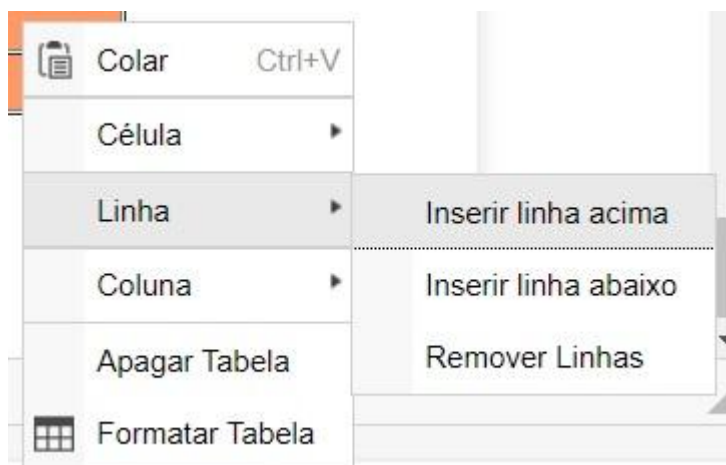 Colar Ctrl+V
Célula
Linha
Inserir linha acima
Coluna
Inserir linha abaixo
Apagar Tabela
Remover Linhas
Formatar Tabela